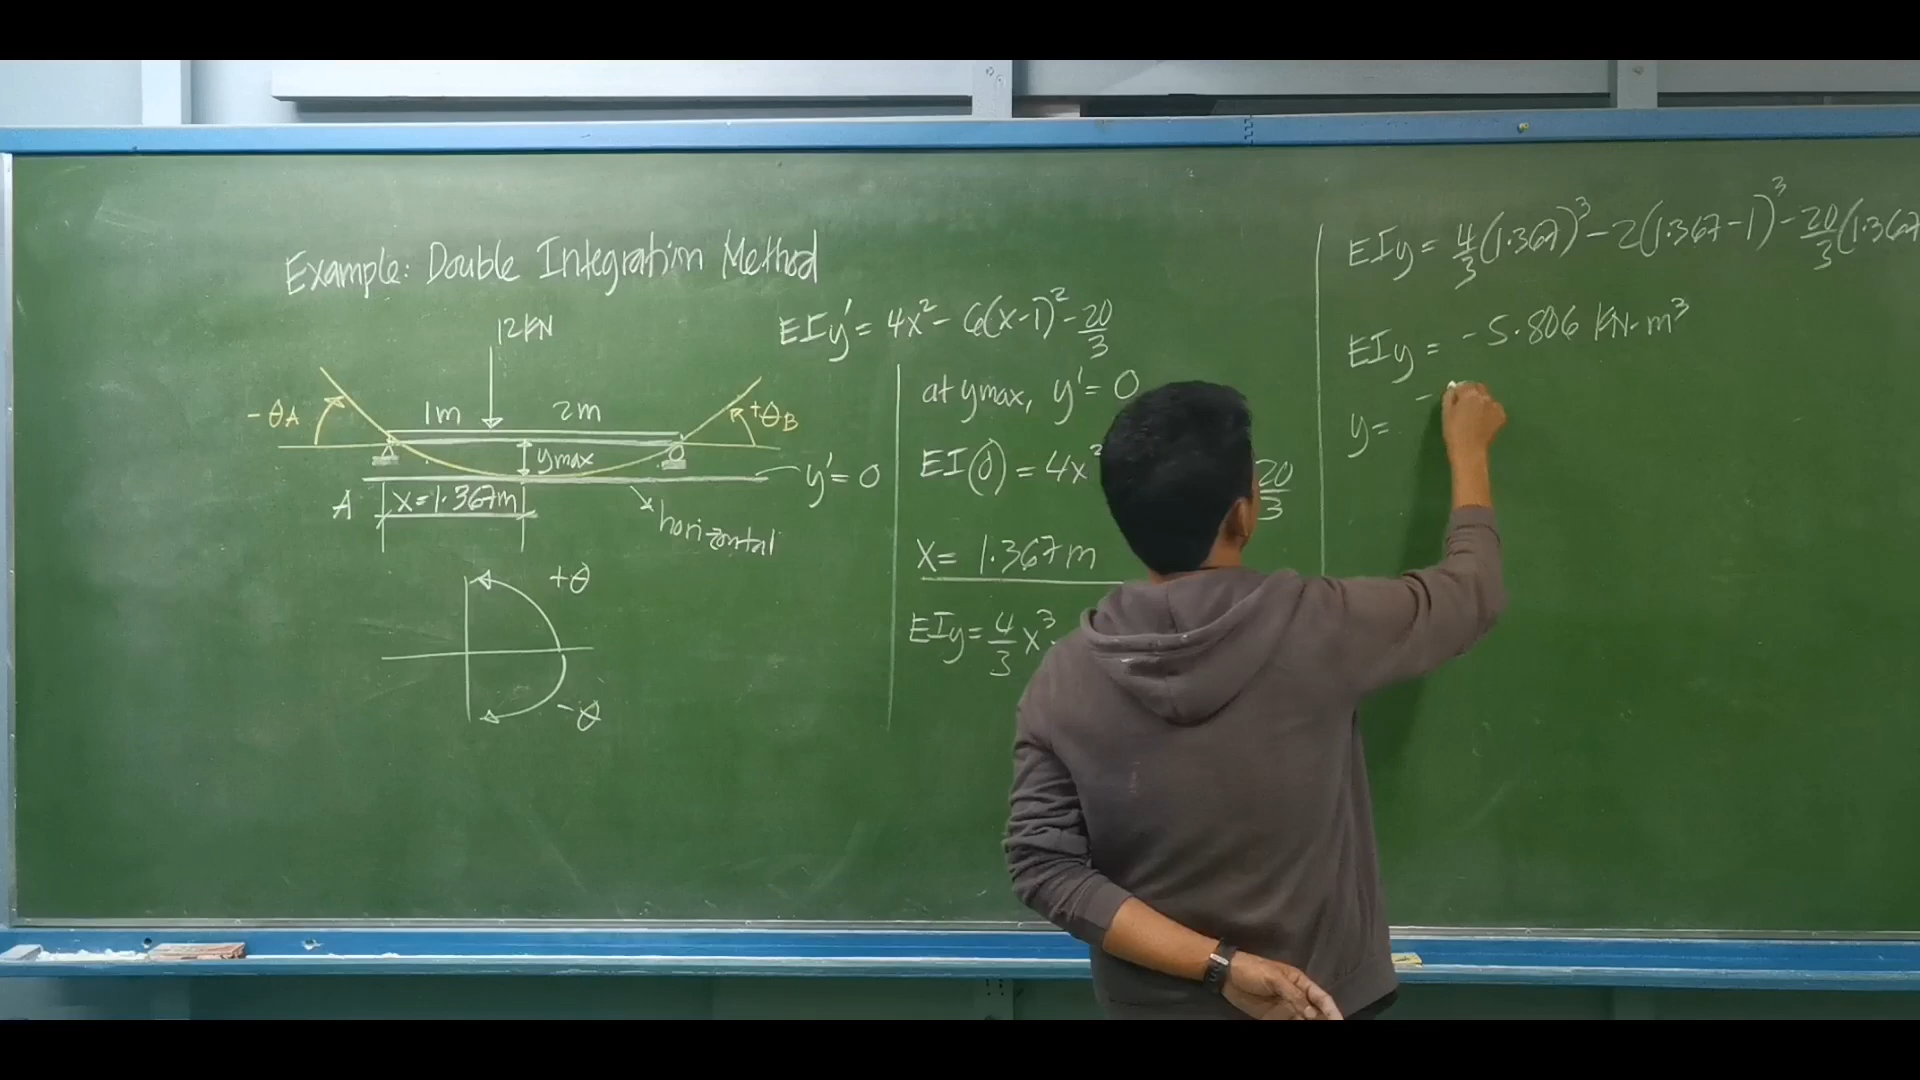 Example: Double Integration Method
12KN
1m 2m
-θA
+θB
ymax
y'=0
A
x=1.367m
horizontal
+θ
-θ
EIy' = 4x² - 6(x-1)² - 20/3
at ymax, y' = 0
EI(0) = 4x² 20/3
x = 1.367m
EIy = 4/3 x³
EIy = 4/3(1.367)³ - 2(1.367-1)³ - 20/3(1.367
EIy = -5.806 KN·m³
y = -